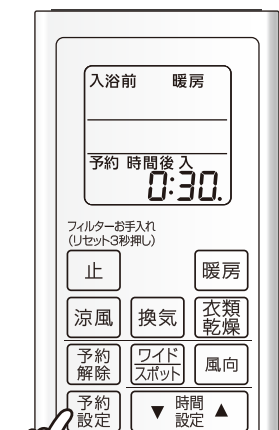 入浴前 暖房
予約 時間後 入
0:30.
フィルターお手入れ
(リセット3秒押し)
止 暖房
涼風 換気 衣類
乾燥
予約
解除 ワイド
スポット 風向
予約
設定 ▼ 時間
設定 ▲